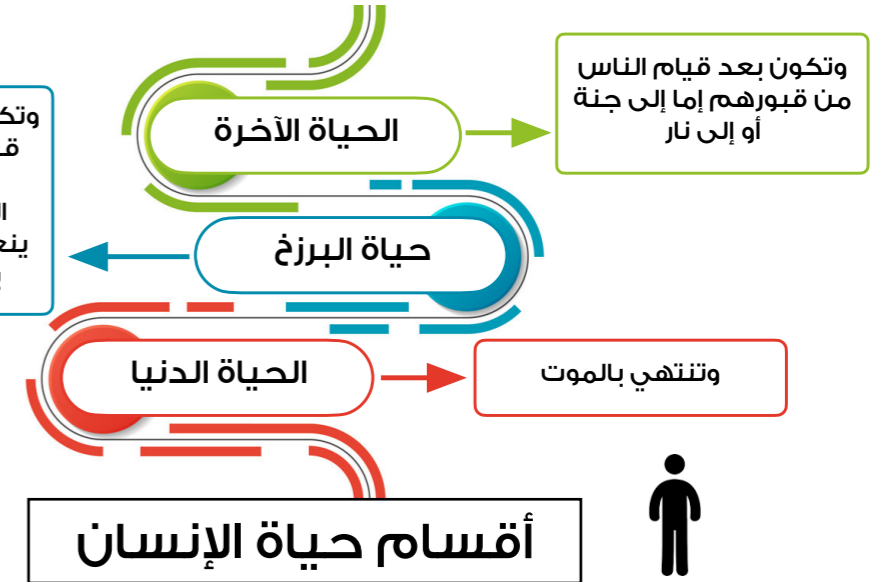 الحياة الآخرة
وتكون بعد قيام الناس
من قبورهم إما إلى جنة
أو إلى نار
حياة البرزخ
الحياة الدنيا
وتنتهي بالموت
أقسام حياة الإنسان